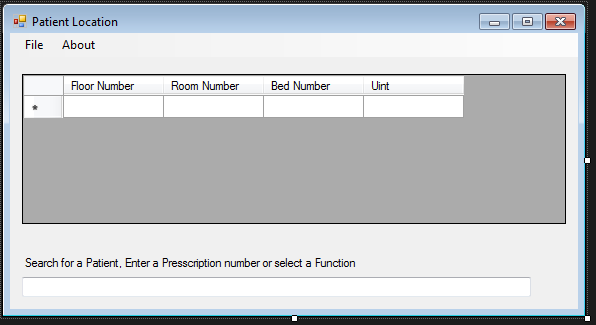 Patient Location
File About
Floor Number Room Number Bed Number Uint
*
Search for a Patient, Enter a Presscription number or select a Function